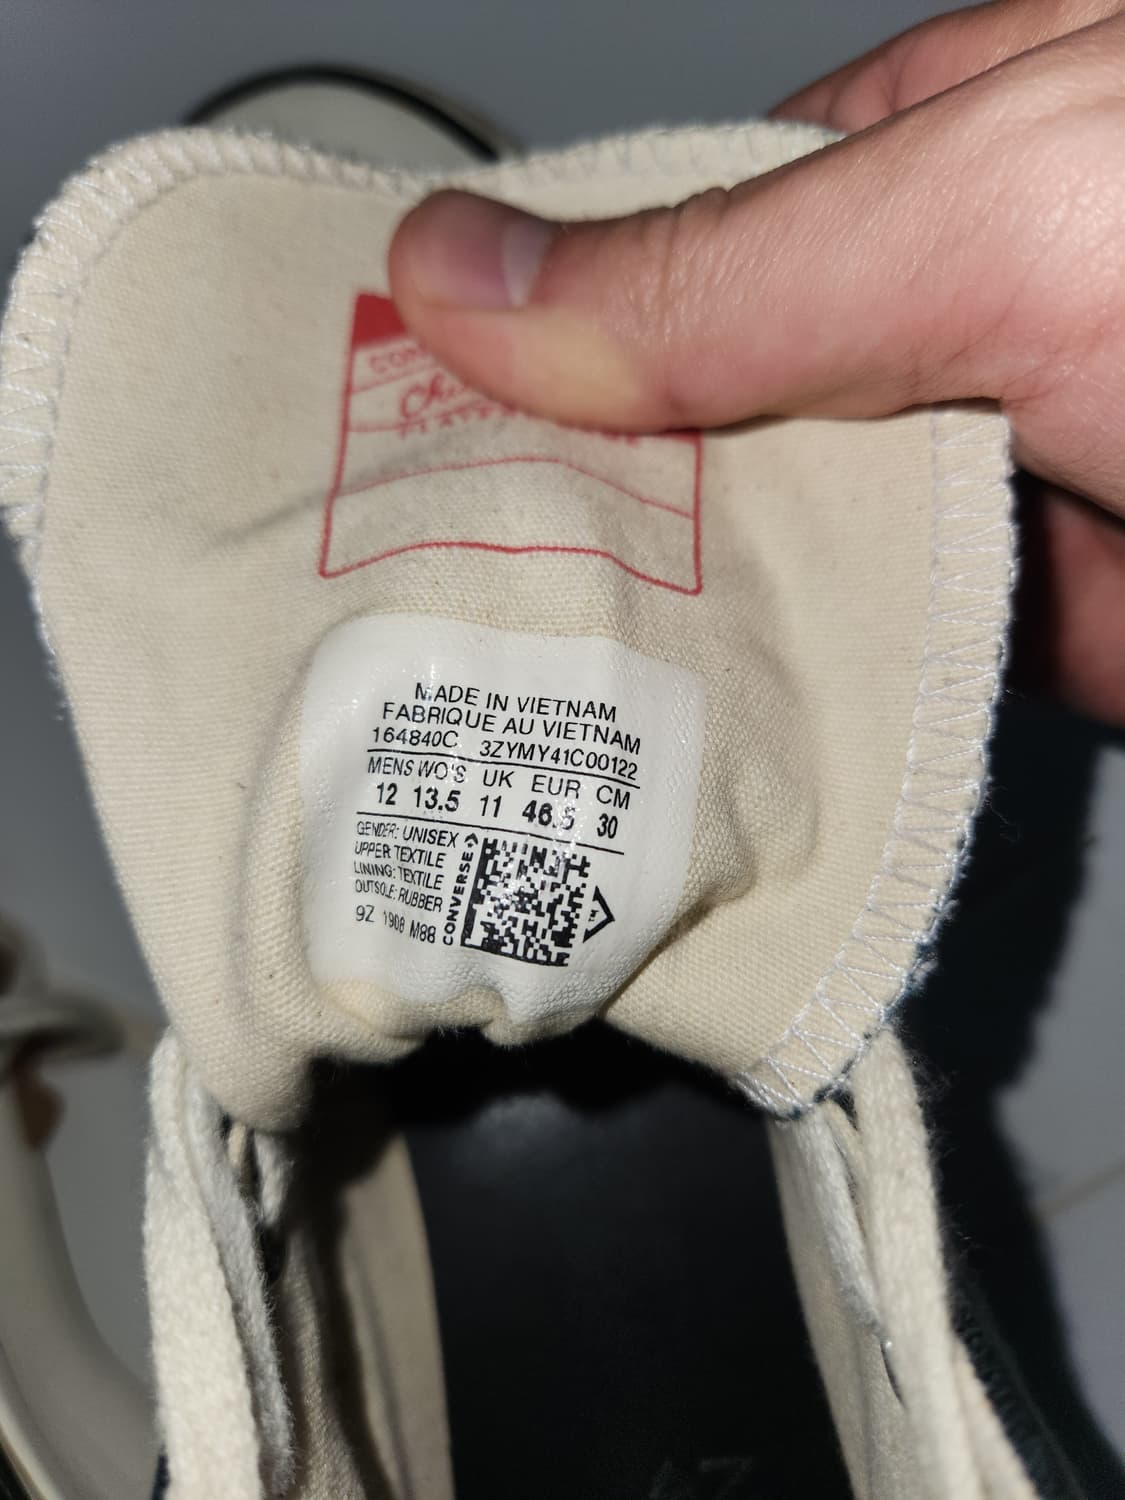 MADE IN VIETNAM
FABRIQUE AU VIETNAM
164840C 3ZYMY41C00122
MENS WO'S UK EUR CM
12 13.5 11 46.5 30
GENDER: UNISEX
UPPER TEXTILE
LINING: TEXTILE
OUTSOLE: RUBBER
9Z 1908 M88
CONVERSE